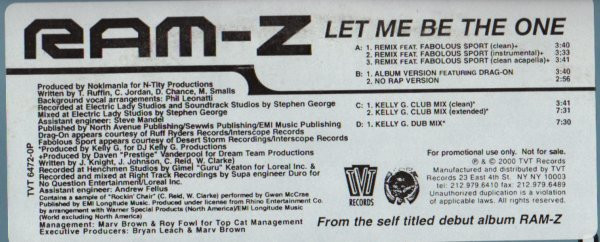 RAM-Z
LET ME BE THE ONE
A: 1. REMIX FEAT. FABOLOUS SPORT (clean)+ 3:40
2. REMIX FEAT. FABOLOUS SPORT (instrumental)+ 3:33
3. REMIX FEAT. FABOLOUS SPORT (clean acapella)+ 3:41
B: 1. ALBUM VERSION FEATURING DRAG-ON 3:40
2. NO RAP VERSION 2:56
C: 1. KELLY G. CLUB MIX (clean)* 3:41
2. KELLY G. CLUB MIX (extended)* 7:31
D: 1. KELLY G. DUB MIX* 7:30
Produced by Nokimania for N-Tity Productions
Written by T. Ruffin, C. Jordan, D. Chance, M. Smalls
Background vocal arrangements: Phil Leonatti
Recorded at Electric Lady Studios and Soundtrack Studios by Stephen George
Mixed at Electric Lady Studios by Stephen George
Assistant engineer: Steve Mandel
Published by North Avenue Publishing/Sewwis Publishing/EMI Music Publishing
Drag-On appears courtesy of Ruff Ryders Records/Interscope Records
Fabolous Sport appears courtesy of Desert Storm Recordings/Interscope Records
*Produced by Kelly G. for DJ Kelly G. Productions
+Produced by Daven "Prestige" Vanderpool for Dream Team Productions
Written by J. Knight, J. Johnson, C. Reid, W. Clarke)
Recorded at Henchmen Studios by Gimel "Guru" Keaton for Loreal Inc. &
Recorded and mixed at Right Track Recordings by Supa engineer Duro for
No Question Entertainment/Loreal Inc.
Assistant engineer: Andrew Fellus
Contains a sample of "Rockin' Chair" (C. Reid, W. Clarke) performed by Gwen McCrae
Published by EMI Longitude Music. Produced under license from Rhino Entertainment Co.
by arrangement with Warner Special Products (North America)/EMI Longitude Music
(World excluding North America)
Management: Marv Brown & Roy Fowl for Top Cat Management
Executive Producers: Bryan Leach & Marv Brown
TVT 6472-0P
TVT
RECORDS
For promotional use only. Not for sale.
℗ & © 2000 TVT Records
Manufactured and distributed by TVT
Records 23 East 4th St. NY NY 10003
tel: 212.979.6410 fax: 212.979.6489
Unauthorized duplication is a violation
of applicable laws. All rights reserved.
From the self titled debut album RAM-Z